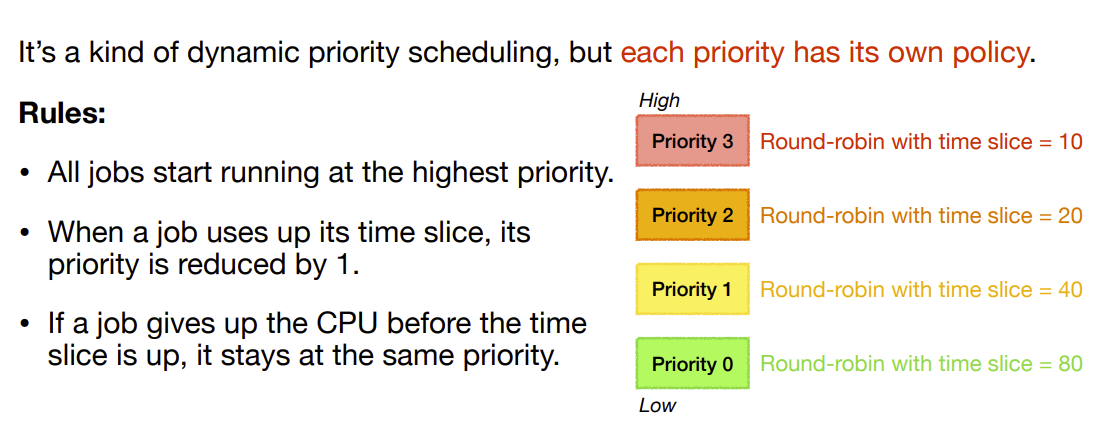 It’s a kind of dynamic priority scheduling, but each priority has its own policy.
Rules:
• All jobs start running at the highest priority.
• When a job uses up its time slice, its
priority is reduced by 1.
• If a job gives up the CPU before the time
slice is up, it stays at the same priority.
High
Priority 3 Round-robin with time slice = 10
Priority 2 Round-robin with time slice = 20
Priority 1 Round-robin with time slice = 40
Priority 0 Round-robin with time slice = 80
Low